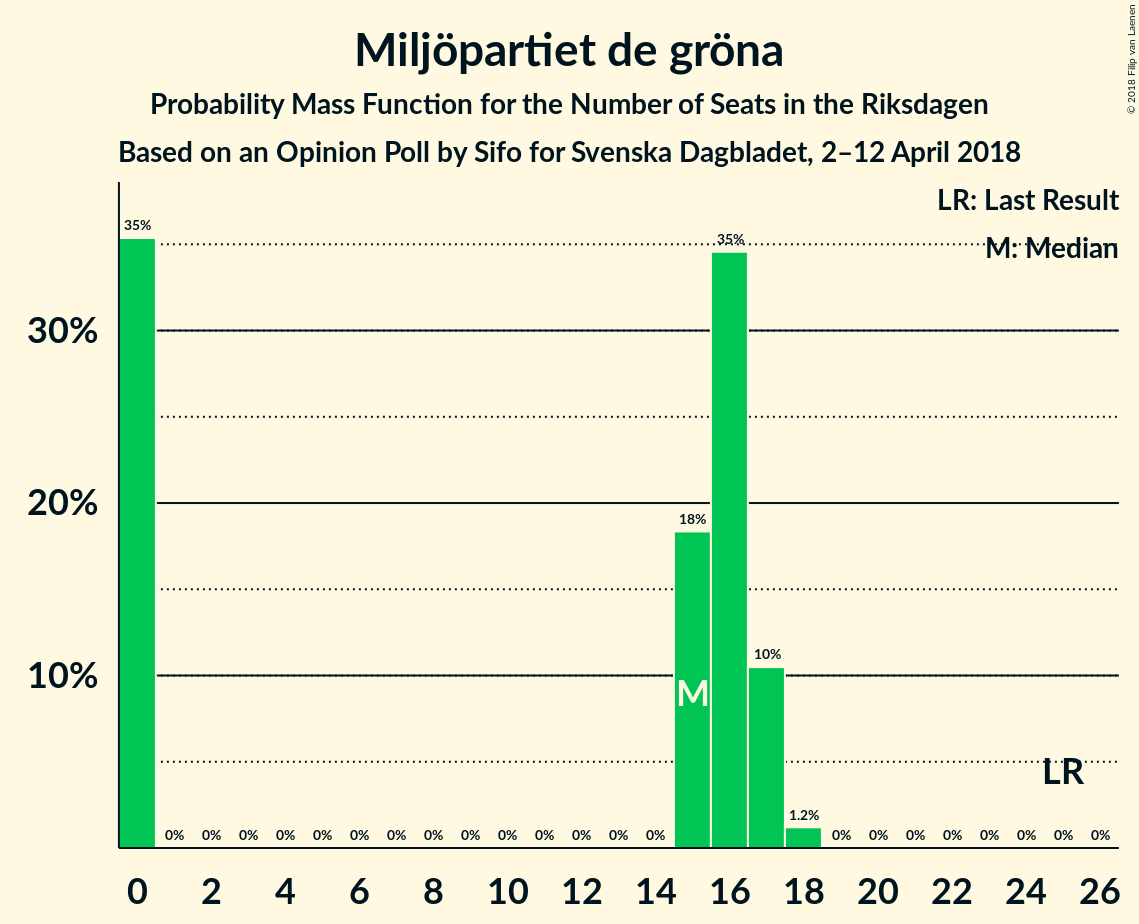 Miljöpartiet de gröna
Probability Mass Function for the Number of Seats in the Riksdagen
Based on an Opinion Poll by Sifo for Svenska Dagbladet, 2–12 April 2018
© 2018 Filip van Laenen
LR: Last Result
M: Median
35% 35%
30%
20%
18%
10%
10%
M
LR
1.2%
0% 0% 0% 0% 0% 0% 0% 0% 0% 0% 0% 0% 0% 0% 0% 0% 0% 0% 0% 0% 0% 0%
0 2 4 6 8 10 12 14 16 18 20 22 24 26